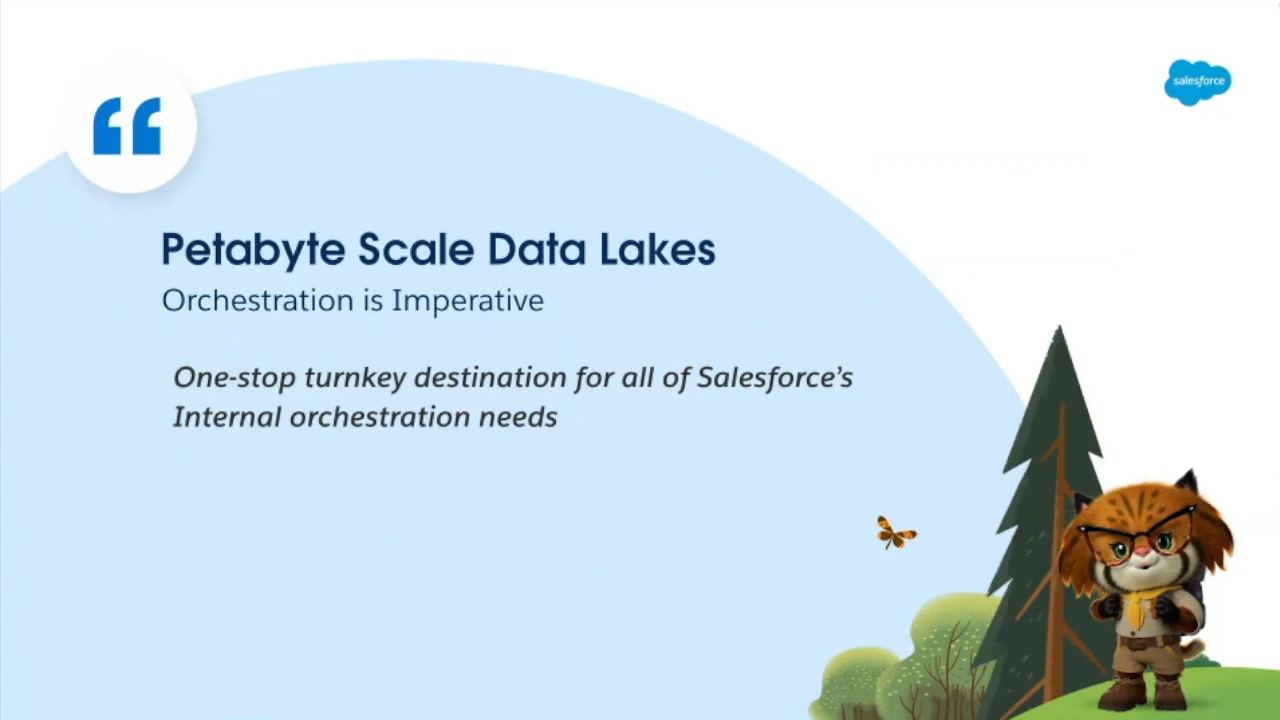 salesforce
Petabyte Scale Data Lakes
Orchestration is Imperative
One-stop turnkey destination for all of Salesforce’s
Internal orchestration needs